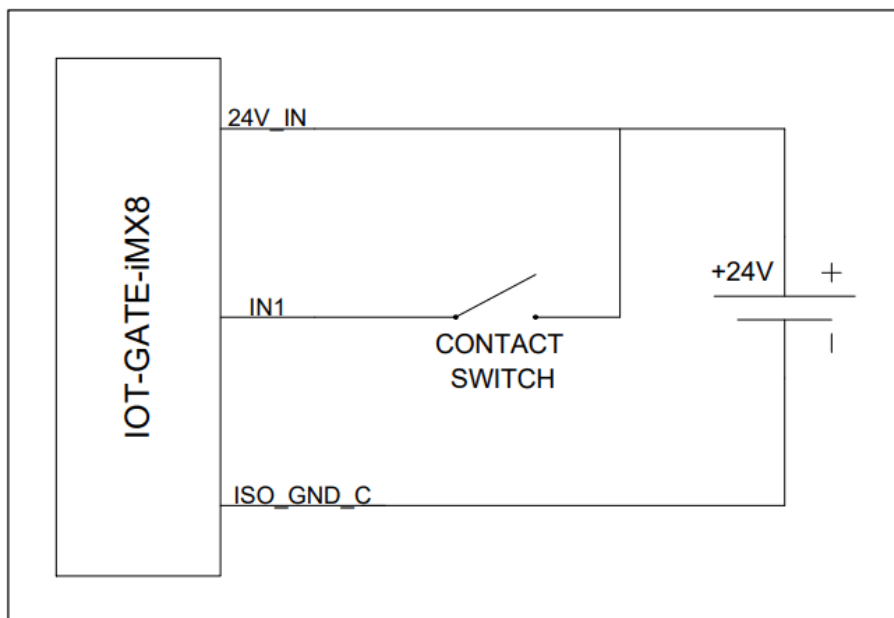 IOT-GATE-iMX8
24V_IN
+24V
+
IN1
CONTACT
SWITCH
ISO_GND_C